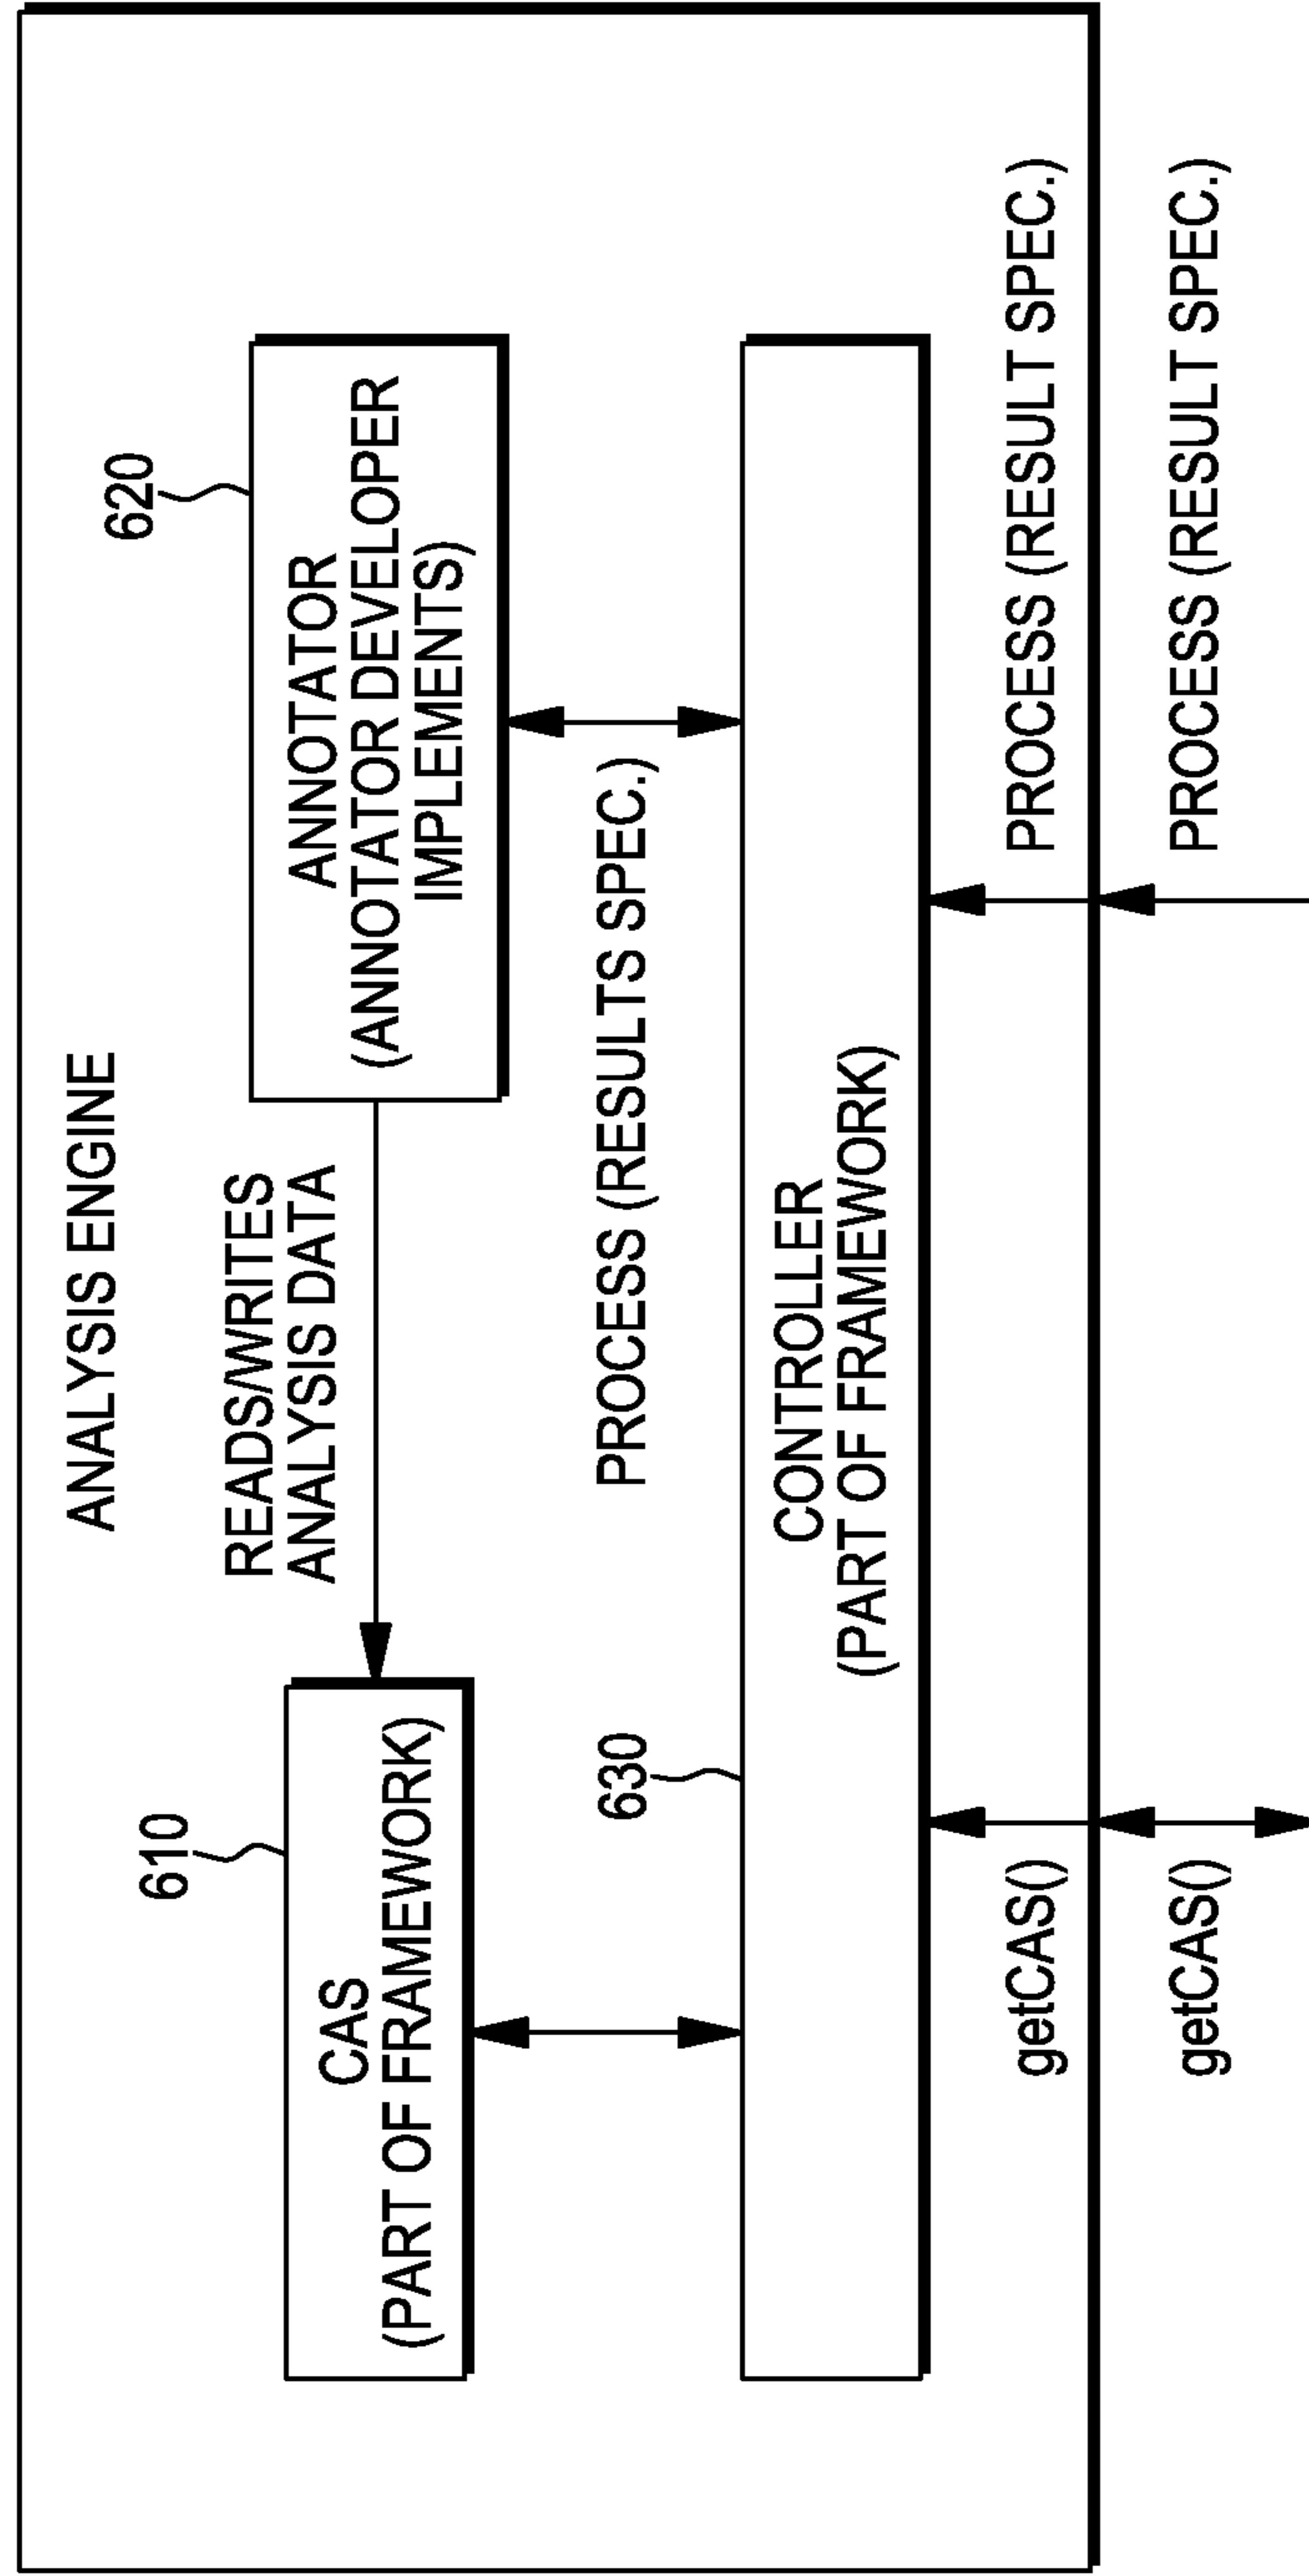 ANALYSIS ENGINE
610
CAS
(PART OF FRAMEWORK)
READS/WRITES
ANALYSIS DATA
620
ANNOTATOR
(ANNOTATOR DEVELOPER
IMPLEMENTS)
630
PROCESS (RESULTS SPEC.)
CONTROLLER
(PART OF FRAMEWORK)
getCAS()
PROCESS (RESULT SPEC.)
getCAS()
PROCESS (RESULT SPEC.)